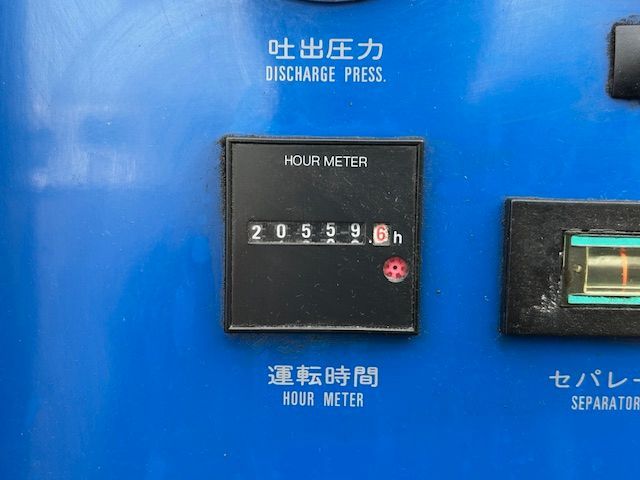 吐出圧力
DISCHARGE PRESS.
HOUR METER
20559.6h
運転時間
HOUR METER
セパレー
SEPARATOR